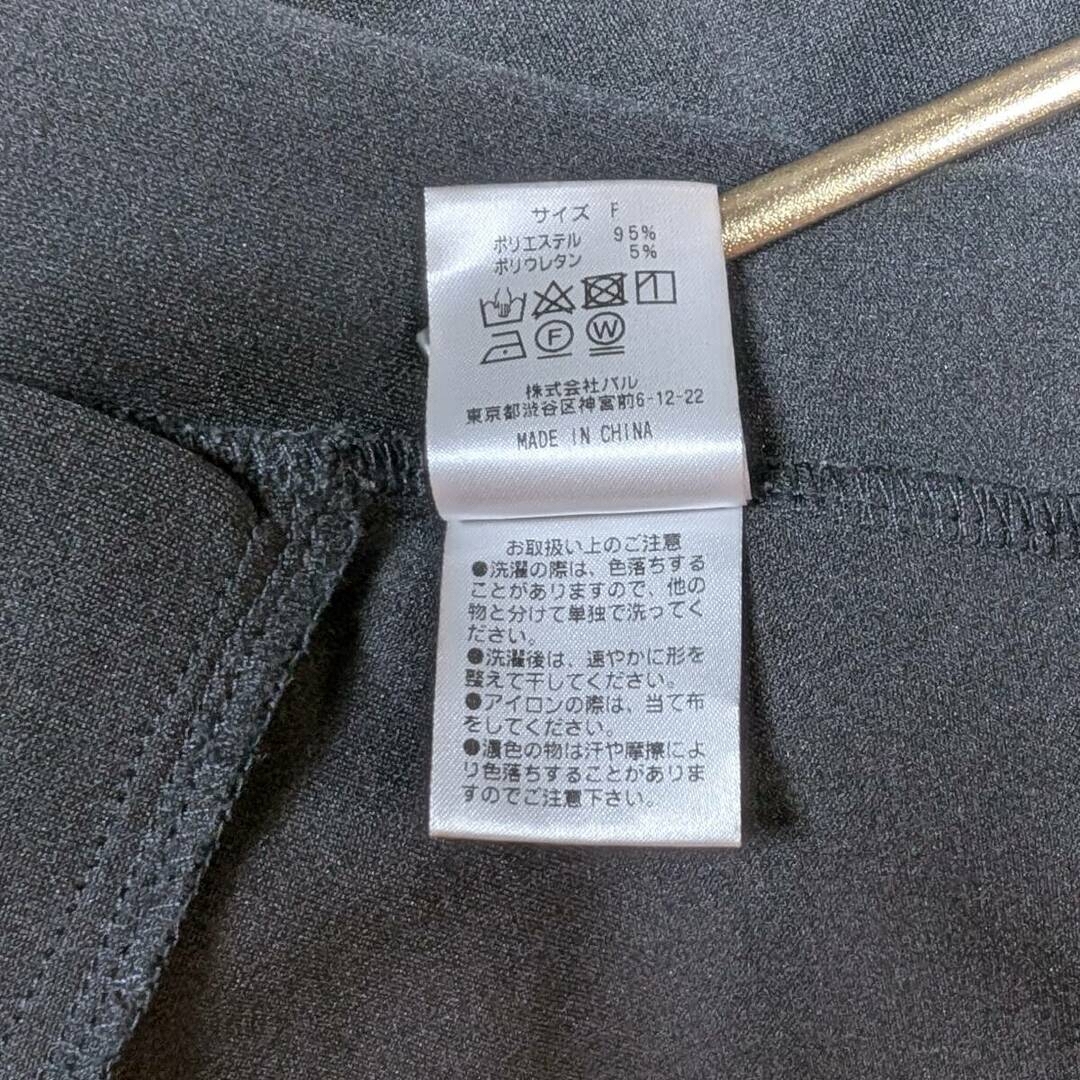 サイズ F
ポリエステル 95%
ポリウレタン 5%
F W
株式会社パル
東京都渋谷区神宮前6-12-22
MADE IN CHINA
お取扱い上のご注意
●洗濯の際は、色落ちする
ことがありますので、他の
物と分けて単独で洗ってく
ださい。
●洗濯後は、速やかに形を
整えて干してください。
●アイロンの際は、当て布
をしてください。
●濃色の物は汗や摩擦によ
り色落ちすることがありま
すのでご注意下さい。